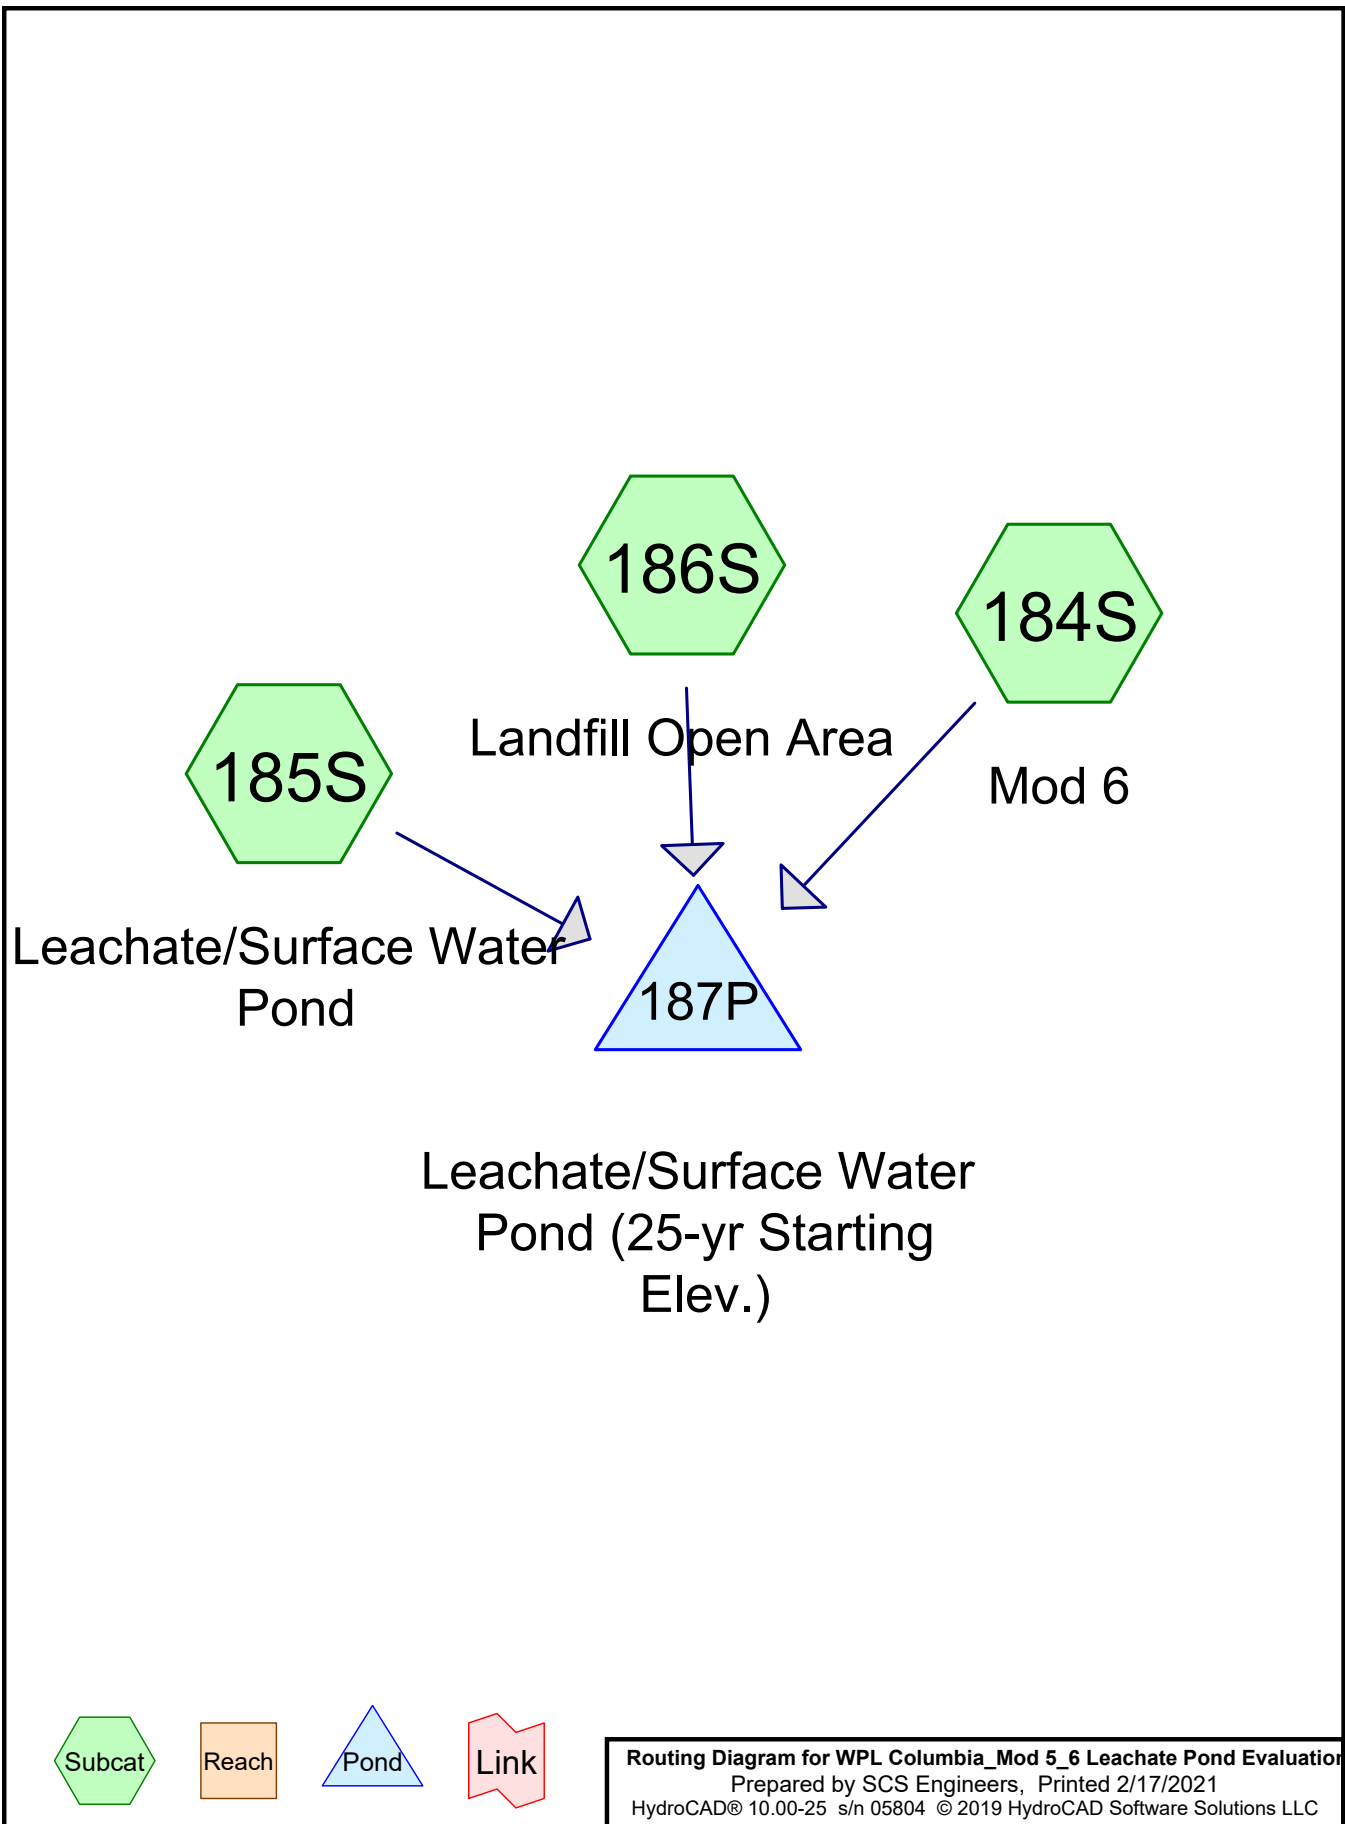 186S
Landfill Open Area
184S
Mod 6
185S
Leachate/Surface Water
Pond
187P
Leachate/Surface Water
Pond (25-yr Starting
Elev.)
Subcat
Reach
Pond
Link
Routing Diagram for WPL Columbia_Mod 5_6 Leachate Pond Evaluation
Prepared by SCS Engineers, Printed 2/17/2021
HydroCAD® 10.00-25 s/n 05804 © 2019 HydroCAD Software Solutions LLC